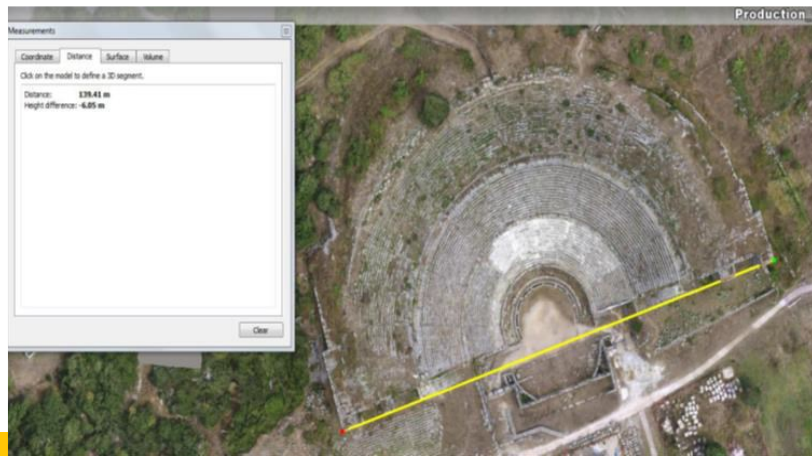 Production
Measurements
Coordinate Distance Surface Volume
Click on the model to define a 3D segment.
Distance: 139.41 m
Height difference: -6.05 m
Clear